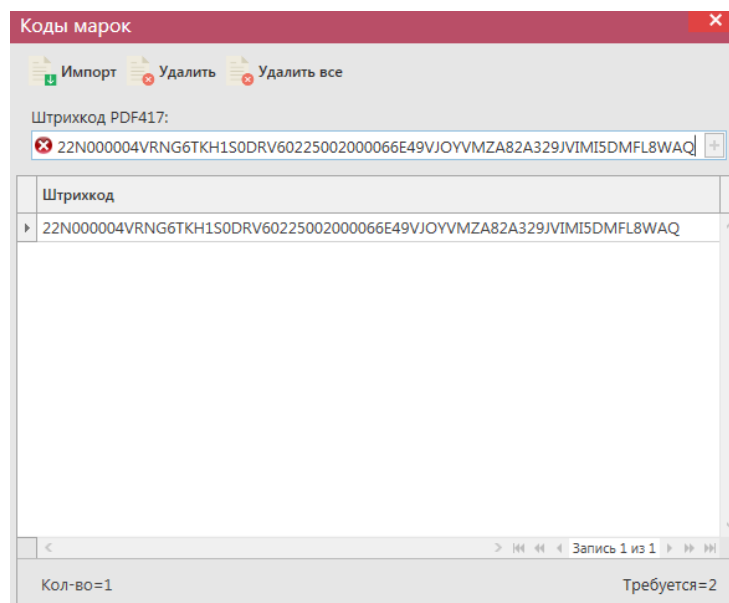 Коды марок
Импорт Удалить Удалить все
Штрихкод PDF417:
22N000004VRNG6TKH1S0DRV60225002000066E49VJOYVMZA82A329JVIMI5DMFL8WAQ
Штрихкод
22N000004VRNG6TKH1S0DRV60225002000066E49VJOYVMZA82A329JVIMI5DMFL8WAQ
Запись 1 из 1
Кол-во=1 Требуется=2